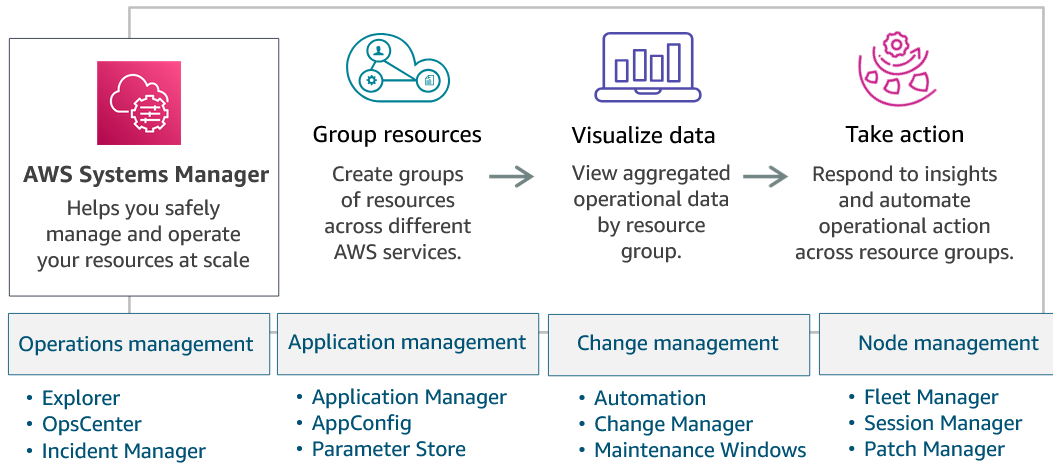 AWS Systems Manager
Helps you safely
manage and operate
your resources at scale
Group resources
Create groups
of resources
across different
AWS services.
Visualize data
View aggregated
operational data
by resource
group.
Take action
Respond to insights
and automate
operational action
across resource groups.
Operations management
• Explorer
• OpsCenter
• Incident Manager
Application management
• Application Manager
• AppConfig
• Parameter Store
Change management
• Automation
• Change Manager
• Maintenance Windows
Node management
• Fleet Manager
• Session Manager
• Patch Manager